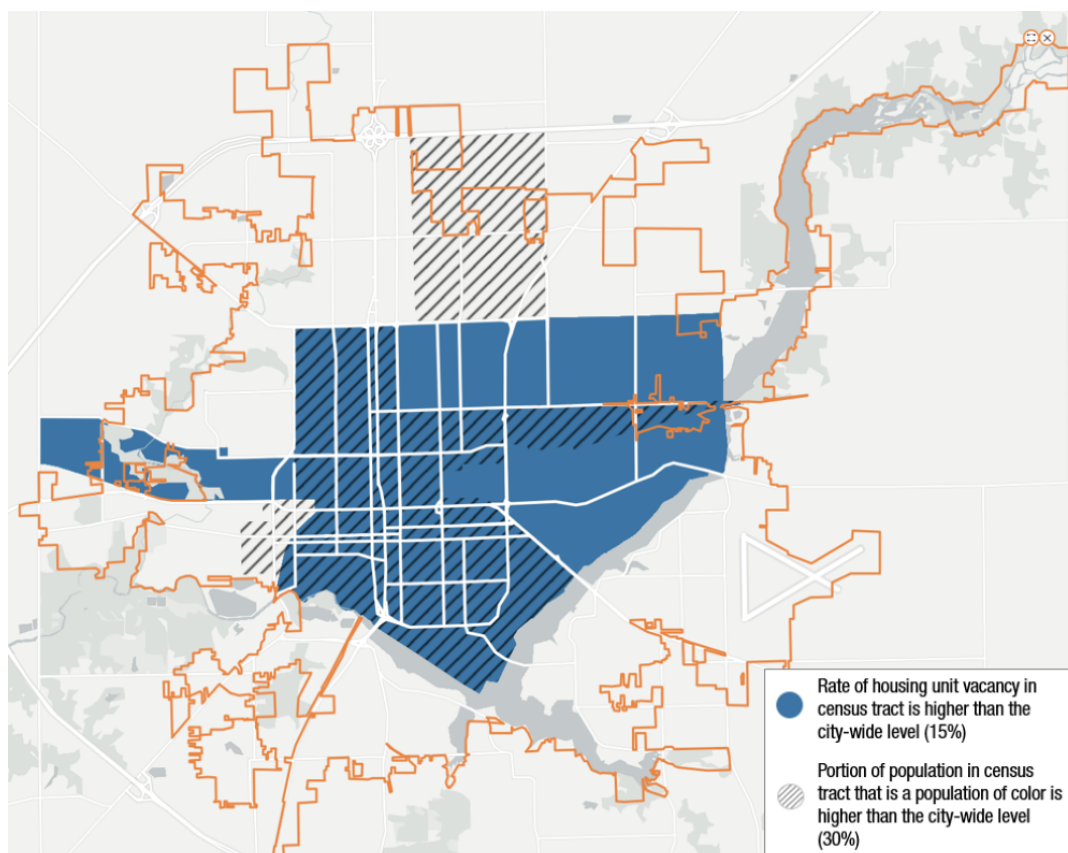 Rate of housing unit vacancy in
census tract is higher than the
city-wide level (15%)
Portion of population in census
tract that is a population of color is
higher than the city-wide level
(30%)